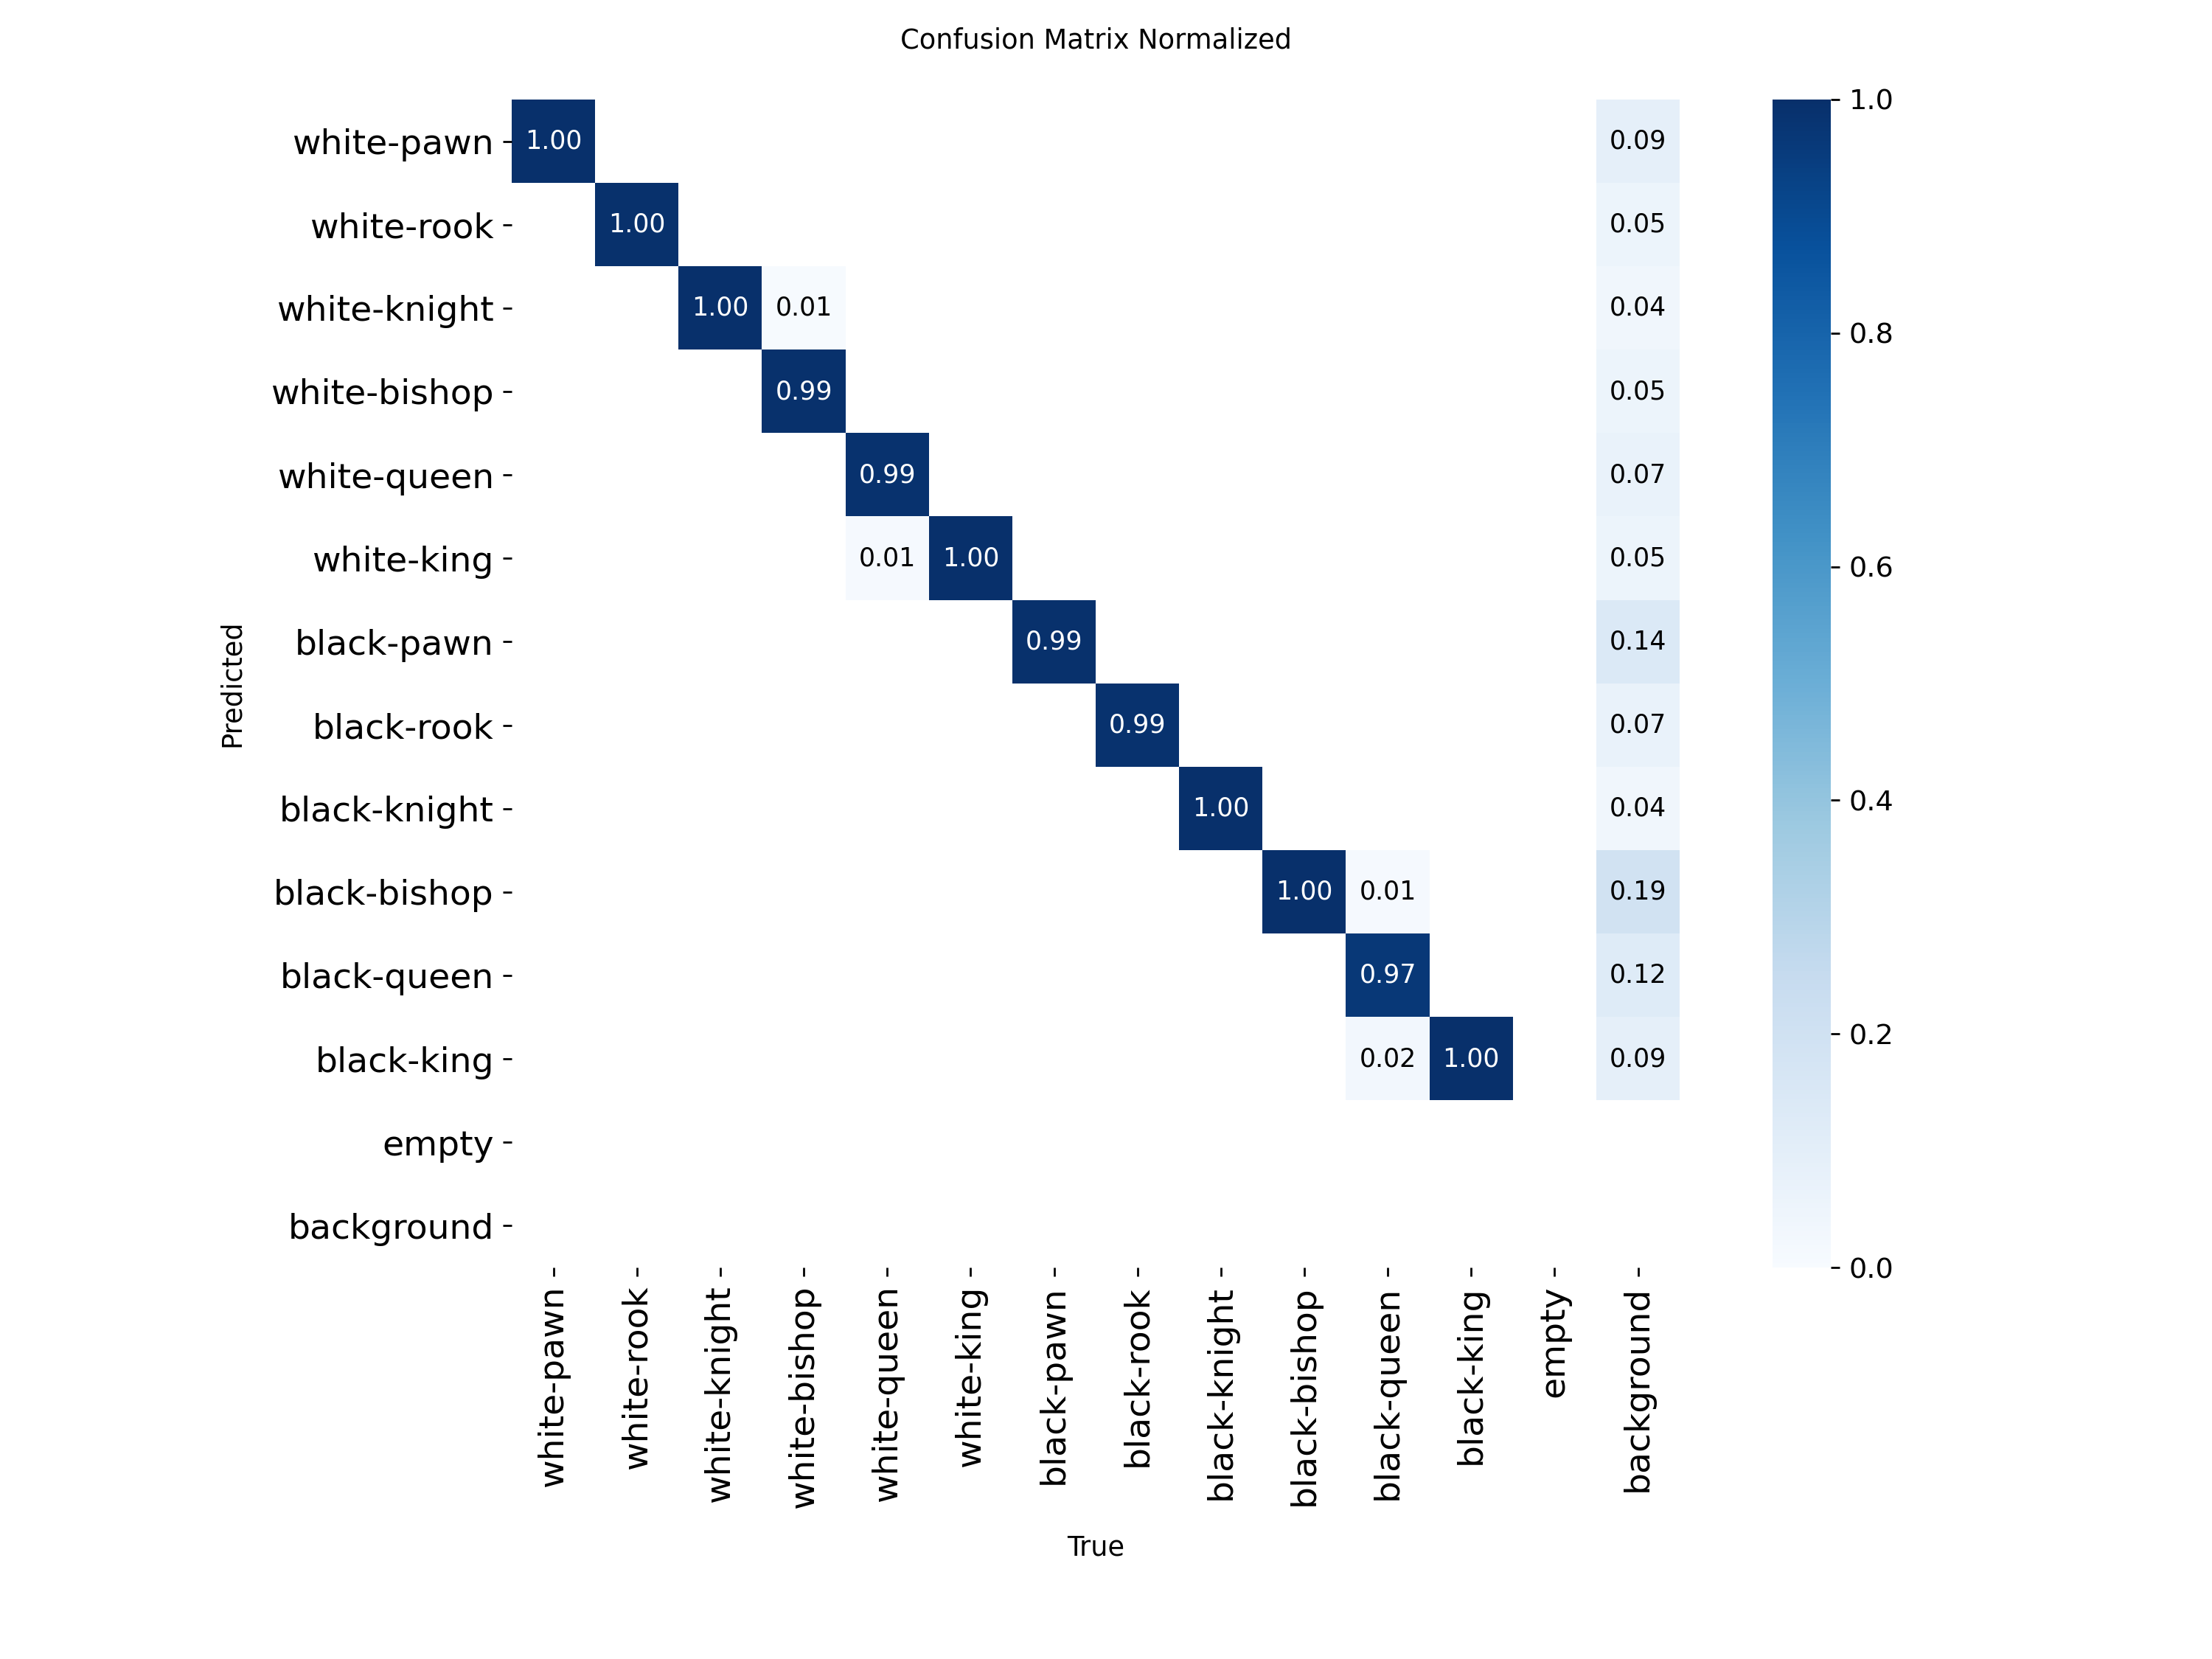 Confusion Matrix Normalized
white-pawn 1.00 0.09 1.0
white-rook 1.00 0.05
white-knight 1.00 0.01 0.04 0.8
white-bishop 0.99 0.05
white-queen 0.99 0.07
white-king 0.01 1.00 0.05 0.6
black-pawn 0.99 0.14
Predicted
black-rook 0.99 0.07
black-knight 1.00 0.04 0.4
black-bishop 1.00 0.01 0.19
black-queen 0.97 0.12
black-king 0.02 1.00 0.09 0.2
empty
background
0.0
white-pawn white-rook white-knight white-bishop white-queen white-king black-pawn black-rook black-knight black-bishop black-queen black-king empty background
True